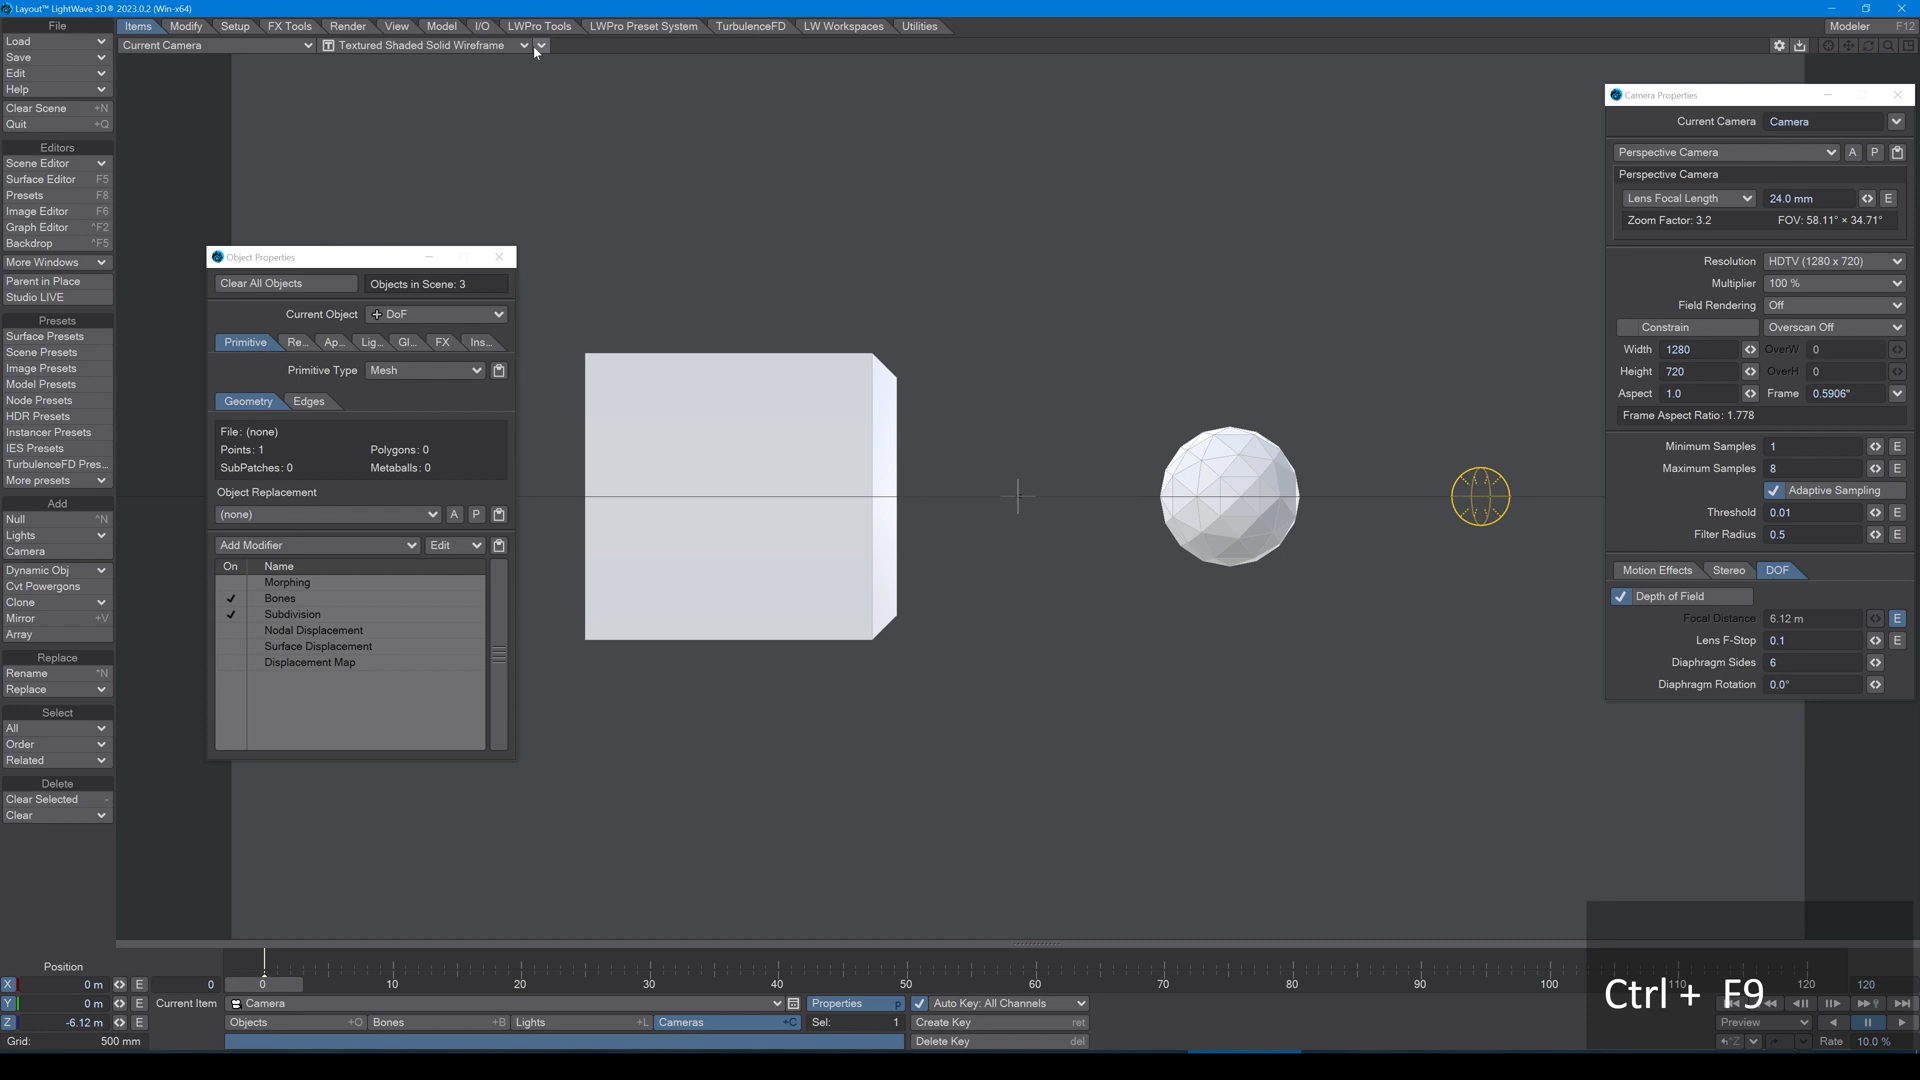 Layout™ LightWave 3D® 2023.0.2 (Win-x64)
File
Items Modify Setup FX Tools Render View Model I/O LWPro Tools LWPro Preset System TurbulenceFD LW Workspaces Utilities Modeler F12
Load
Current Camera Textured Shaded Solid Wireframe
Save
Edit
Help
Clear Scene +N
Quit +Q
Editors
Scene Editor
Surface Editor F5
Presets F8
Image Editor F6
Graph Editor ^F2
Backdrop ^F5
More Windows
Parent in Place
Studio LIVE
Presets
Surface Presets
Scene Presets
Image Presets
Model Presets
Node Presets
HDR Presets
Instancer Presets
IES Presets
TurbulenceFD Pres...
More presets
Add
Null ^N
Lights
Camera
Dynamic Obj
Cvt Powergons
Clone
Mirror +V
Array
Replace
Rename ^N
Replace
Select
All
Order
Related
Delete
Clear Selected -
Clear
Object Properties
Clear All Objects Objects in Scene: 3
Current Object DoF
Primitive Re... Ap... Lig... Gl... FX Ins...
Primitive Type Mesh
Geometry Edges
File: (none)
Points: 1 Polygons: 0
SubPatches: 0 Metaballs: 0
Object Replacement
(none) A P
Add Modifier Edit
On Name
Morphing
Bones
Subdivision
Nodal Displacement
Surface Displacement
Displacement Map
Camera Properties
Current Camera Camera
Perspective Camera A P
Perspective Camera
Lens Focal Length 24.0 mm E
Zoom Factor: 3.2 FOV: 58.11° × 34.71°
Resolution HDTV (1280 x 720)
Multiplier 100 %
Field Rendering Off
Constrain Overscan Off
Width 1280 OverW 0
Height 720 OverH 0
Aspect 1.0 Frame 0.5906"
Frame Aspect Ratio: 1.778
Minimum Samples 1 E
Maximum Samples 8 E
Adaptive Sampling
Threshold 0.01 E
Filter Radius 0.5 E
Motion Effects Stereo DOF
Depth of Field
Focal Distance 6.12 m E
Lens F-Stop 0.1 E
Diaphragm Sides 6
Diaphragm Rotation 0.0°
Position
X 0 m E 0 0 10 20 30 40 50 60 70 80 90 100 110 120 120
Y 0 m E Current Item Camera Properties p Auto Key: All Channels
Z -6.12 m E Objects +O Bones +B Lights +L Cameras +C Sel: 1 Create Key ret Preview
Grid: 500 mm Delete Key del ^Z Rate 10.0 %
Ctrl + F9